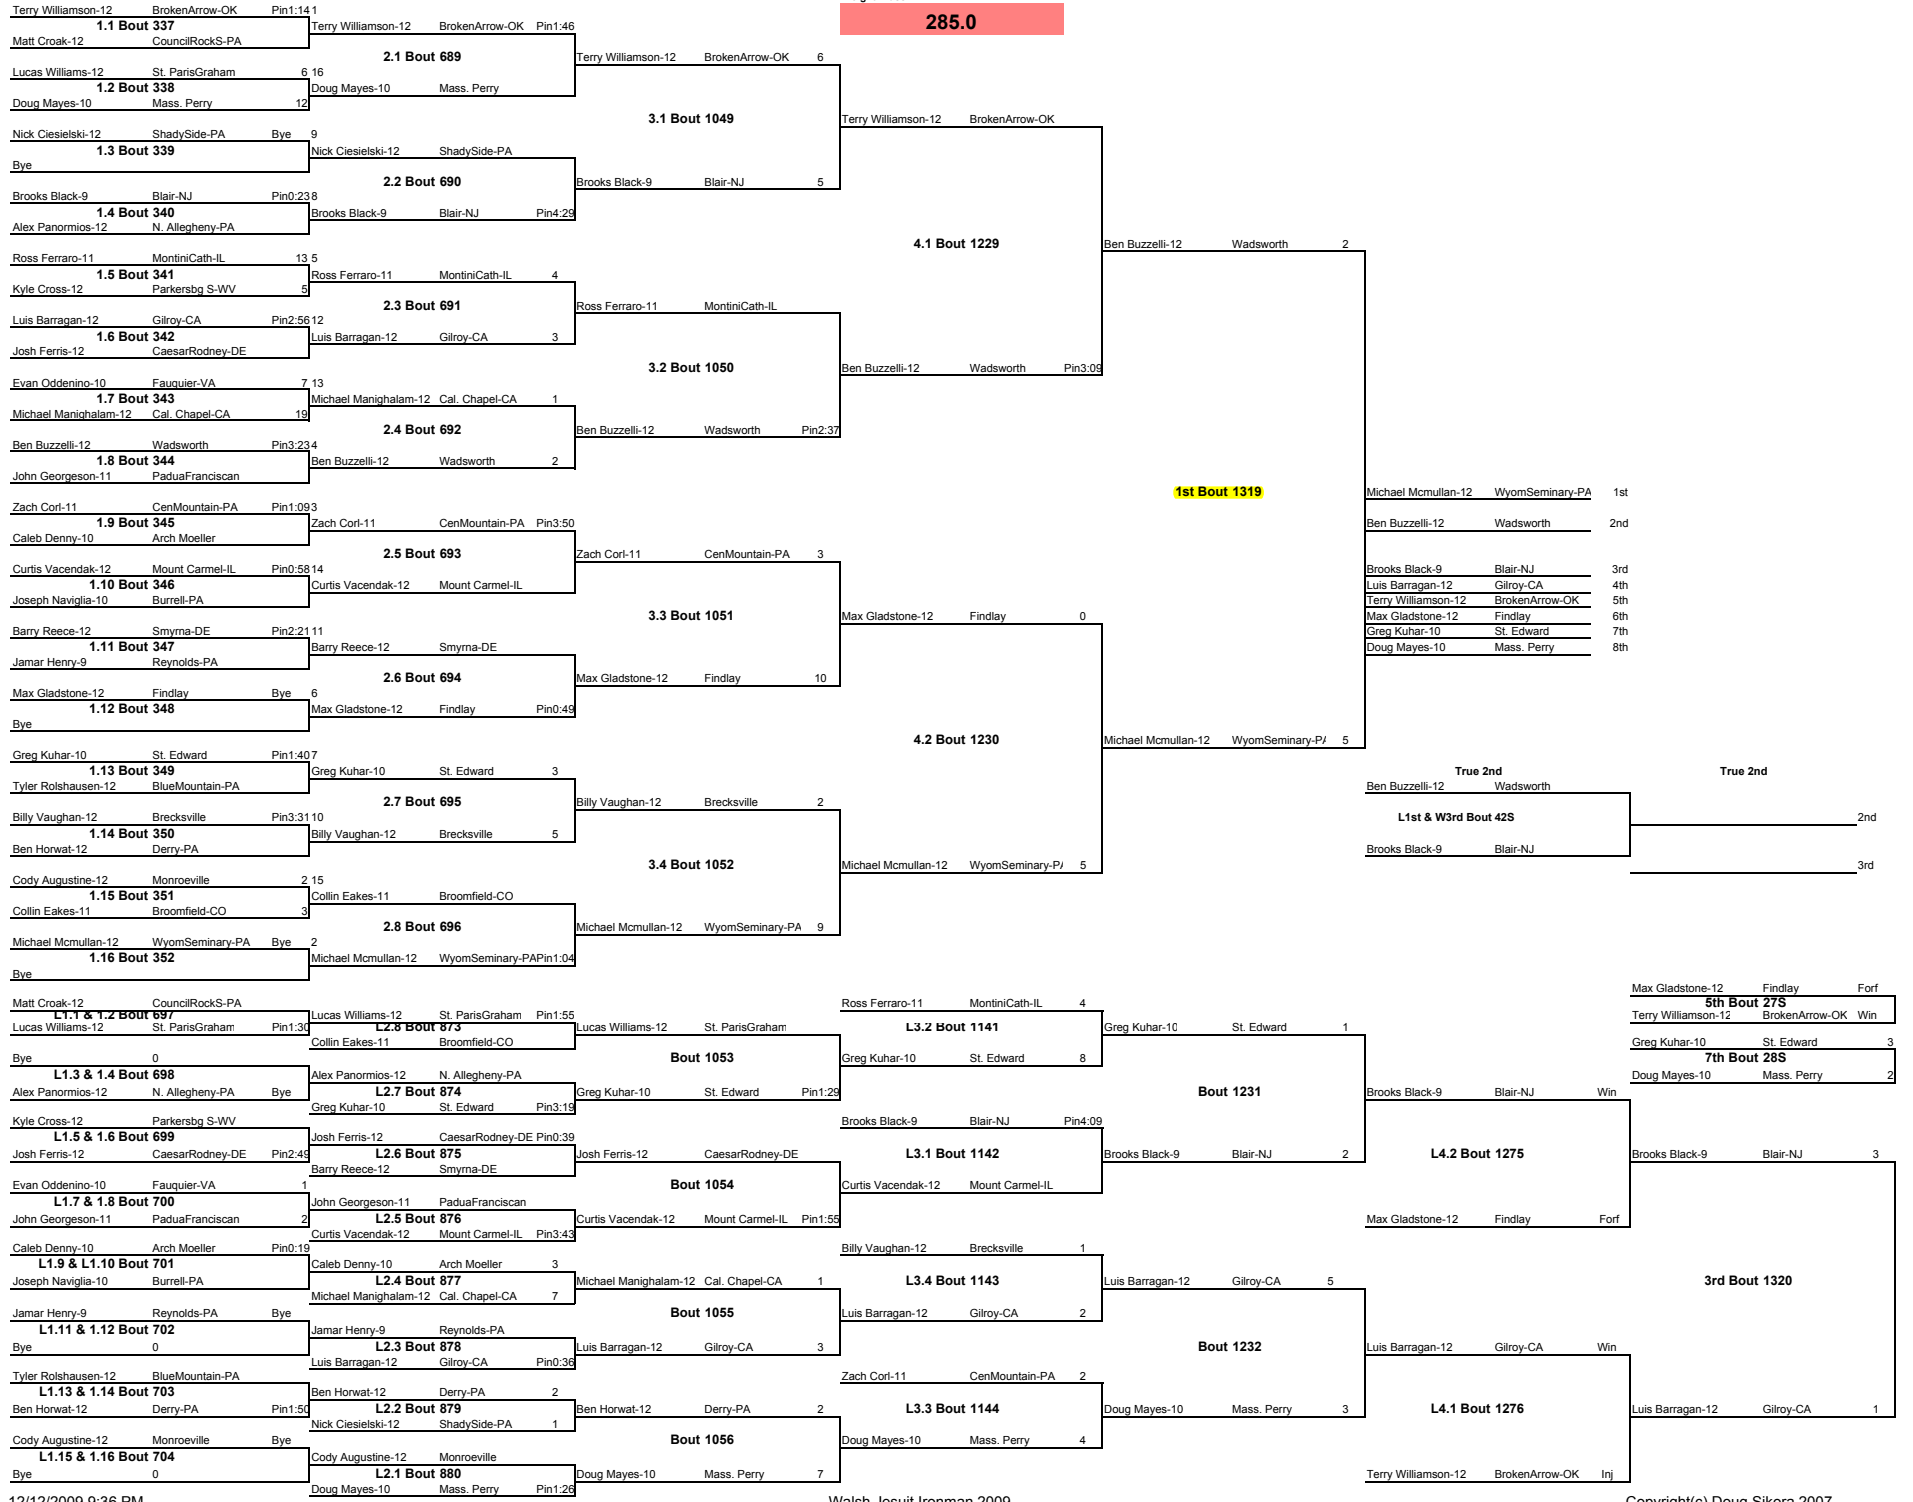 285.0
Terry Williamson-12 BrokenArrow-OK Pin1:14 1
1.1 Bout 337
Matt Croak-12 CouncilRockS-PA
Lucas Williams-12 St. ParisGraham 6 16
1.2 Bout 338
Doug Mayes-10 Mass. Perry 12
Nick Ciesielski-12 ShadySide-PA Bye 9
1.3 Bout 339
Bye
Brooks Black-9 Blair-NJ Pin0:23 8
1.4 Bout 340
Alex Panormios-12 N. Allegheny-PA
Ross Ferraro-11 MontiniCath-IL 13 5
1.5 Bout 341
Kyle Cross-12 Parkersbg S-WV 5
Luis Barragan-12 Gilroy-CA Pin2:56 12
1.6 Bout 342
Josh Ferris-12 CaesarRodney-DE
Evan Oddenino-10 Fauquier-VA 7 13
1.7 Bout 343
Michael Manighalam-12 Cal. Chapel-CA 19
Ben Buzzelli-12 Wadsworth Pin3:23 4
1.8 Bout 344
John Georgeson-11 PaduaFranciscan
Zach Corl-11 CenMountain-PA Pin1:09 3
1.9 Bout 345
Caleb Denny-10 Arch Moeller
Curtis Vacendak-12 Mount Carmel-IL Pin0:58 14
1.10 Bout 346
Joseph Naviglia-10 Burrell-PA
Barry Reece-12 Smyrna-DE Pin2:21 11
1.11 Bout 347
Jamar Henry-9 Reynolds-PA
Max Gladstone-12 Findlay Bye 6
1.12 Bout 348
Bye
Greg Kuhar-10 St. Edward Pin1:40 7
1.13 Bout 349
Tyler Rolshausen-12 BlueMountain-PA
Billy Vaughan-12 Brecksville Pin3:31 10
1.14 Bout 350
Ben Horwat-12 Derry-PA
Cody Augustine-12 Monroeville 2 15
1.15 Bout 351
Collin Eakes-11 Broomfield-CO 3
Michael Mcmullan-12 WyomSeminary-PA Bye 2
1.16 Bout 352
Bye
Terry Williamson-12 BrokenArrow-OK Pin1:46
2.1 Bout 689
Doug Mayes-10 Mass. Perry
Nick Ciesielski-12 ShadySide-PA
2.2 Bout 690
Brooks Black-9 Blair-NJ Pin4:29
Ross Ferraro-11 MontiniCath-IL 4
2.3 Bout 691
Luis Barragan-12 Gilroy-CA 3
Michael Manighalam-12 Cal. Chapel-CA 1
2.4 Bout 692
Ben Buzzelli-12 Wadsworth 2
Zach Corl-11 CenMountain-PA Pin3:50
2.5 Bout 693
Curtis Vacendak-12 Mount Carmel-IL
Barry Reece-12 Smyrna-DE
2.6 Bout 694
Max Gladstone-12 Findlay Pin0:49
Greg Kuhar-10 St. Edward 3
2.7 Bout 695
Billy Vaughan-12 Brecksville 5
Collin Eakes-11 Broomfield-CO
2.8 Bout 696
Michael Mcmullan-12 WyomSeminary-PA Pin1:04
Terry Williamson-12 BrokenArrow-OK 6
3.1 Bout 1049
Brooks Black-9 Blair-NJ 5
Ross Ferraro-11 MontiniCath-IL
3.2 Bout 1050
Ben Buzzelli-12 Wadsworth Pin2:37
Zach Corl-11 CenMountain-PA 3
3.3 Bout 1051
Max Gladstone-12 Findlay 10
Billy Vaughan-12 Brecksville 2
3.4 Bout 1052
Michael Mcmullan-12 WyomSeminary-PA 9
Terry Williamson-12 BrokenArrow-OK
4.1 Bout 1229
Ben Buzzelli-12 Wadsworth Pin3:09
Max Gladstone-12 Findlay 0
4.2 Bout 1230
Michael Mcmullan-12 WyomSeminary-P/ 5
Ben Buzzelli-12 Wadsworth 2
1st Bout 1319
Michael Mcmullan-12 WyomSeminary-P/ 5
Michael Mcmullan-12 WyomSeminary-PA 1st
Ben Buzzelli-12 Wadsworth 2nd
Brooks Black-9 Blair-NJ 3rd
Luis Barragan-12 Gilroy-CA 4th
Terry Williamson-12 BrokenArrow-OK 5th
Max Gladstone-12 Findlay 6th
Greg Kuhar-10 St. Edward 7th
Doug Mayes-10 Mass. Perry 8th
True 2nd True 2nd
Ben Buzzelli-12 Wadsworth
L1st & W3rd Bout 42S 2nd
Brooks Black-9 Blair-NJ
3rd
Matt Croak-12 CouncilRockS-PA
L1.1 & 1.2 Bout 697
Lucas Williams-12 St. ParisGraham Pin1:30
Bye 0
L1.3 & 1.4 Bout 698
Alex Panormios-12 N. Allegheny-PA Bye
Kyle Cross-12 Parkersbg S-WV
L1.5 & 1.6 Bout 699
Josh Ferris-12 CaesarRodney-DE Pin2:49
Evan Oddenino-10 Fauquier-VA 1
L1.7 & 1.8 Bout 700
John Georgeson-11 PaduaFranciscan 2
Caleb Denny-10 Arch Moeller Pin0:19
L1.9 & L1.10 Bout 701
Joseph Naviglia-10 Burrell-PA
Jamar Henry-9 Reynolds-PA Bye
L1.11 & 1.12 Bout 702
Bye 0
Tyler Rolshausen-12 BlueMountain-PA
L1.13 & 1.14 Bout 703
Ben Horwat-12 Derry-PA Pin1:50
Cody Augustine-12 Monroeville Bye
L1.15 & 1.16 Bout 704
Bye 0
Lucas Williams-12 St. ParisGraham Pin1:55
L2.8 Bout 873
Collin Eakes-11 Broomfield-CO
Alex Panormios-12 N. Allegheny-PA
L2.7 Bout 874
Greg Kuhar-10 St. Edward Pin3:19
Josh Ferris-12 CaesarRodney-DE Pin0:39
L2.6 Bout 875
Barry Reece-12 Smyrna-DE
John Georgeson-11 PaduaFranciscan
L2.5 Bout 876
Curtis Vacendak-12 Mount Carmel-IL Pin3:43
Caleb Denny-10 Arch Moeller 3
L2.4 Bout 877
Michael Manighalam-12 Cal. Chapel-CA 7
Jamar Henry-9 Reynolds-PA
L2.3 Bout 878
Luis Barragan-12 Gilroy-CA Pin0:36
Ben Horwat-12 Derry-PA 2
L2.2 Bout 879
Nick Ciesielski-12 ShadySide-PA 1
Cody Augustine-12 Monroeville
L2.1 Bout 880
Doug Mayes-10 Mass. Perry Pin1:26
Lucas Williams-12 St. ParisGraham
Bout 1053
Greg Kuhar-10 St. Edward Pin1:29
Josh Ferris-12 CaesarRodney-DE
Bout 1054
Curtis Vacendak-12 Mount Carmel-IL Pin1:55
Michael Manighalam-12 Cal. Chapel-CA 1
Bout 1055
Luis Barragan-12 Gilroy-CA 3
Ben Horwat-12 Derry-PA 2
Bout 1056
Doug Mayes-10 Mass. Perry 7
Ross Ferraro-11 MontiniCath-IL 4
L3.2 Bout 1141
Greg Kuhar-10 St. Edward 8
Brooks Black-9 Blair-NJ Pin4:09
L3.1 Bout 1142
Curtis Vacendak-12 Mount Carmel-IL
Billy Vaughan-12 Brecksville 1
L3.4 Bout 1143
Luis Barragan-12 Gilroy-CA 2
Zach Corl-11 CenMountain-PA 2
L3.3 Bout 1144
Doug Mayes-10 Mass. Perry 4
Greg Kuhar-10 St. Edward 1
Bout 1231
Brooks Black-9 Blair-NJ 2
Luis Barragan-12 Gilroy-CA 5
Bout 1232
Doug Mayes-10 Mass. Perry 3
Brooks Black-9 Blair-NJ Win
L4.2 Bout 1275
Max Gladstone-12 Findlay Forf
Luis Barragan-12 Gilroy-CA Win
L4.1 Bout 1276
Terry Williamson-12 BrokenArrow-OK Inj
Max Gladstone-12 Findlay Forf
5th Bout 27S
Terry Williamson-12 BrokenArrow-OK Win
Greg Kuhar-10 St. Edward 3
7th Bout 28S
Doug Mayes-10 Mass. Perry 2
Brooks Black-9 Blair-NJ 3
3rd Bout 1320
Luis Barragan-12 Gilroy-CA 1
12/12/2009 9:36 PM Walsh Jesuit Ironman 2009 Copyright(c) Doug Sikora 2007